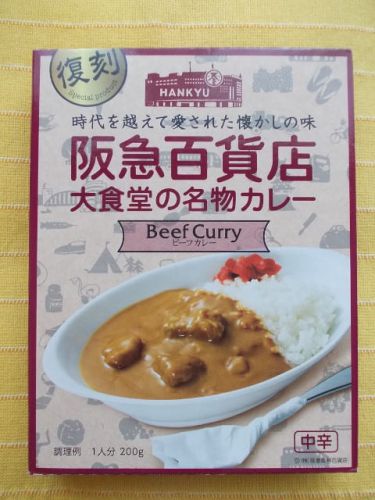 復刻
Special product
HANKYU
時代を越えて愛された懐かしの味
阪急百貨店
大食堂の名物カレー
Beef Curry
ビーフカレー
調理例 1人分 200g
中辛